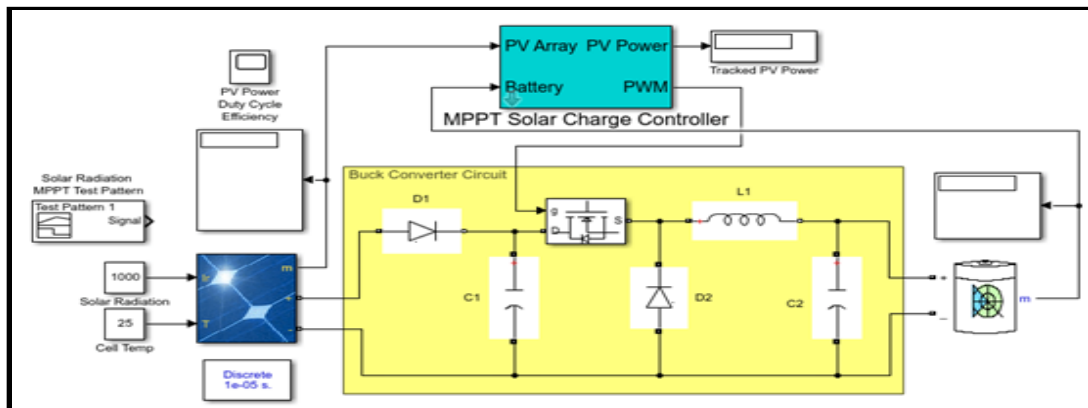 PV Array PV Power
Battery PWM
MPPT Solar Charge Controller
Tracked PV Power
PV Power
Duty Cycle
Efficiency
Solar Radiation
MPPT Test Pattern
Test Pattern 1
Signal
1000
Solar Radiation
25
Cell Temp
Ir
T
m
+
-
Discrete
1e-05 s.
Buck Converter Circuit
D1
C1
g
D
S
L1
D2
C2
+
_
m